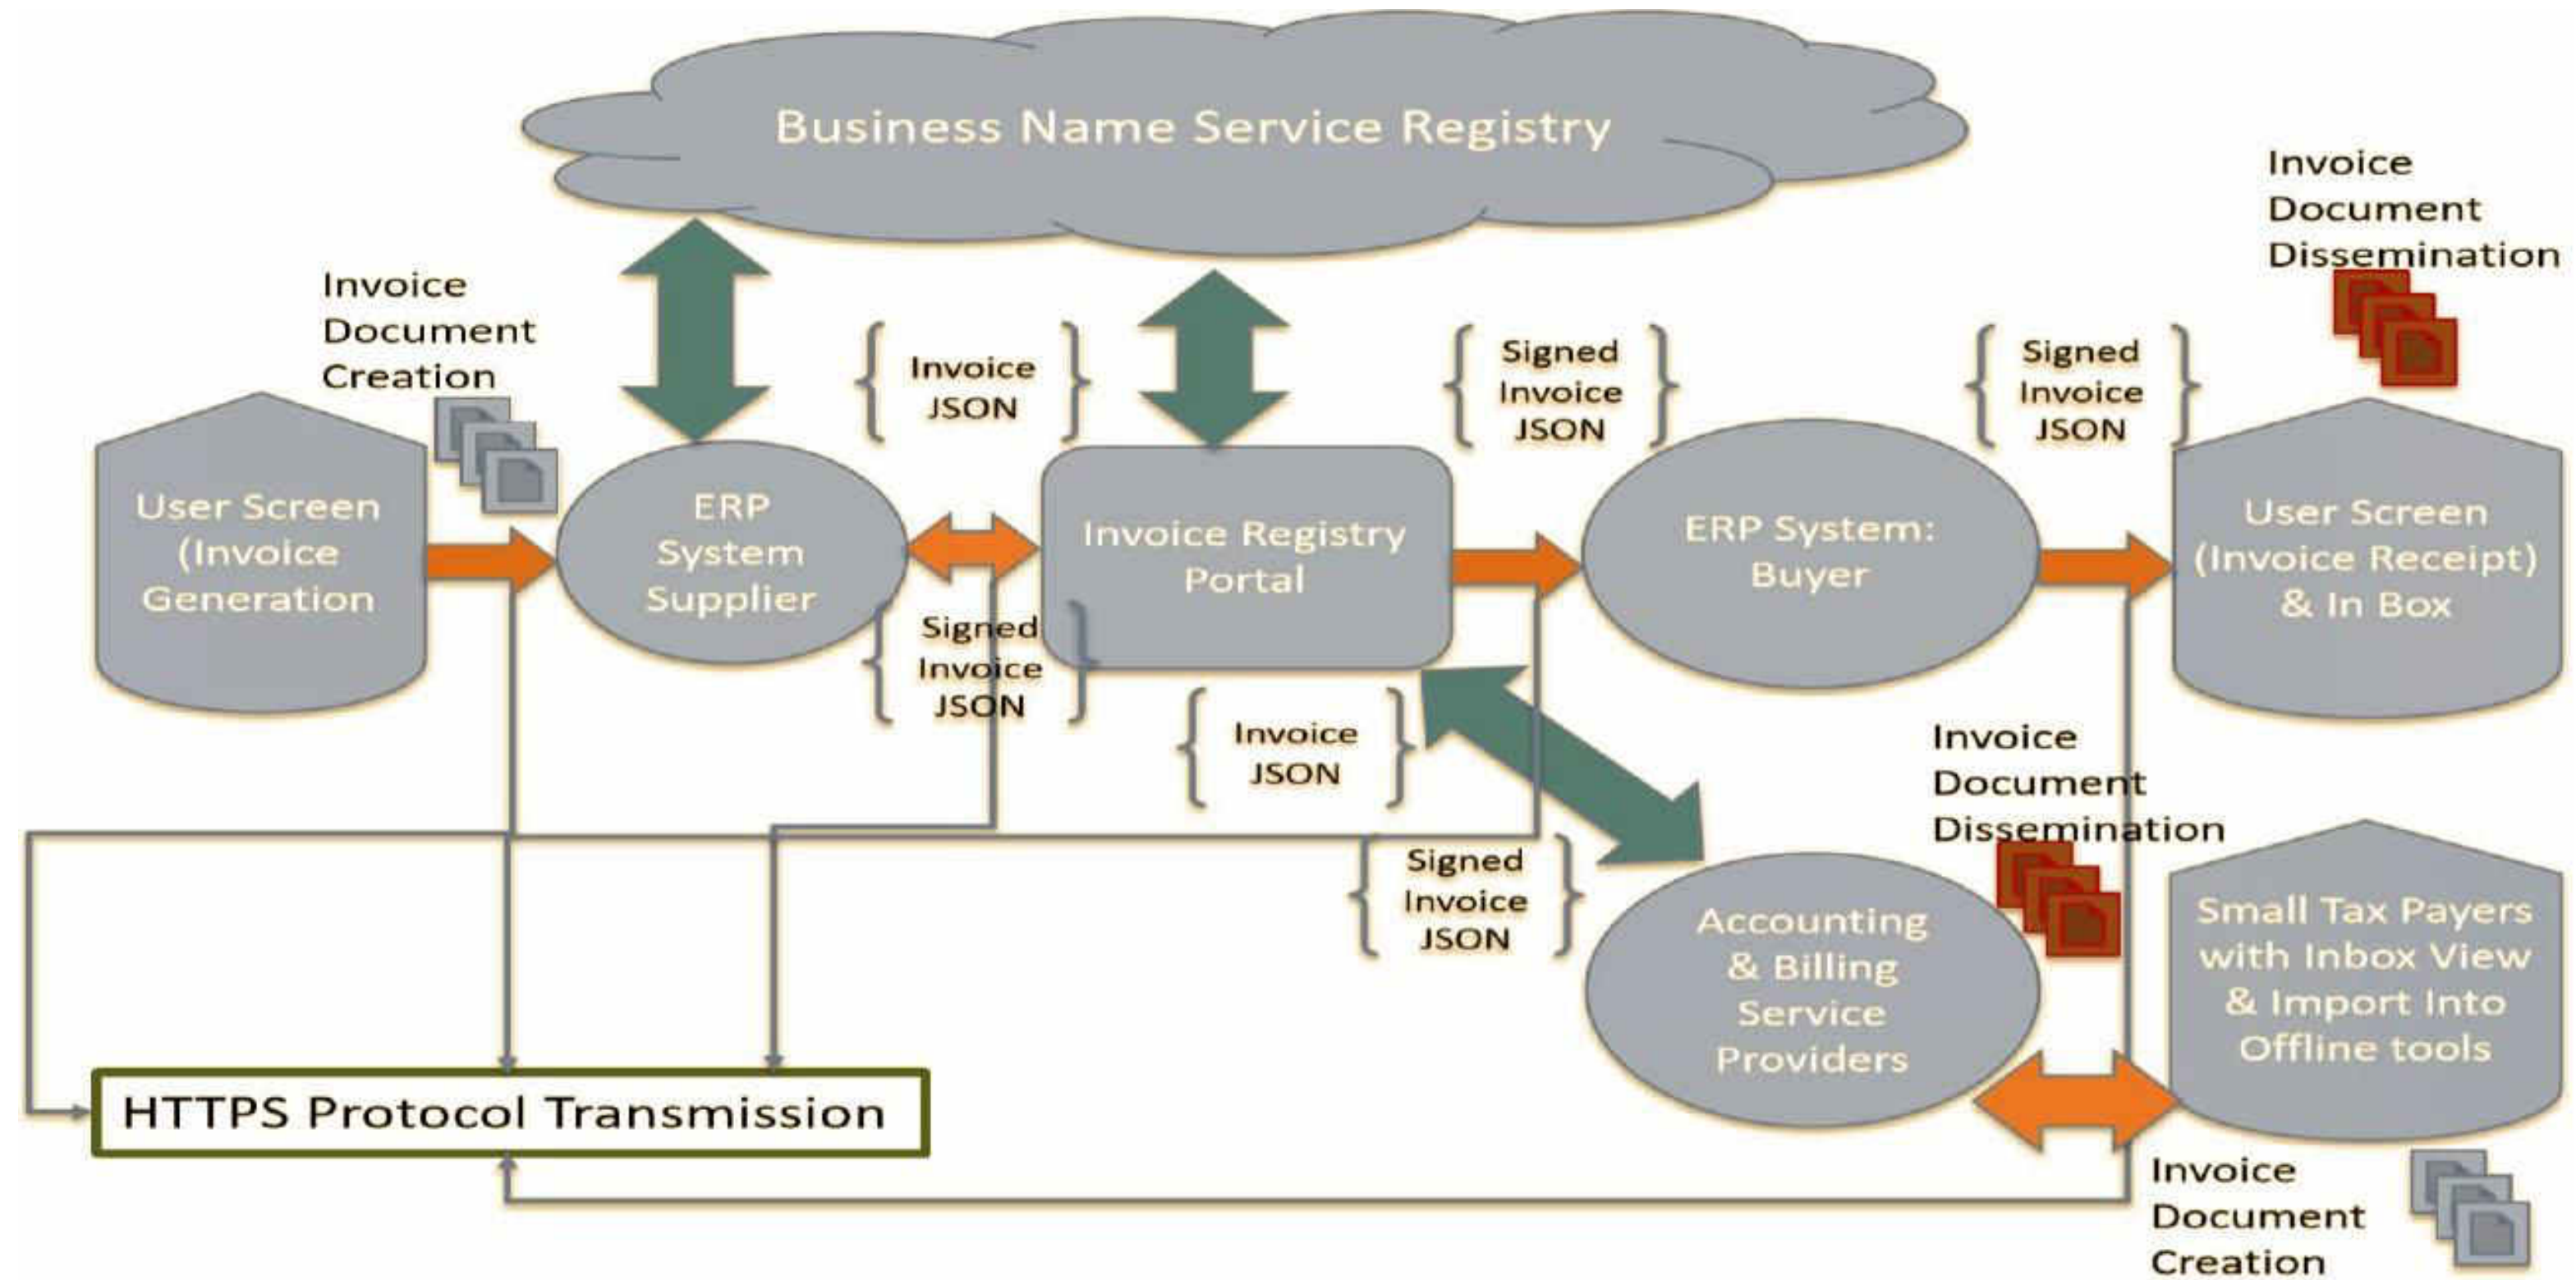 Business Name Service Registry
Invoice
Document
Dissemination
Invoice
Document
Creation
Invoice
JSON
Signed
Invoice
JSON
Signed
Invoice
JSON
User Screen
(Invoice
Generation
ERP
System
Supplier
Invoice Registry
Portal
ERP System:
Buyer
User Screen
(Invoice Receipt)
& In Box
Signed
Invoice
JSON
Invoice
JSON
Invoice
Document
Dissemination
Signed
Invoice
JSON
Accounting
& Billing
Service
Providers
Small Tax Payers
with Inbox View
& Import Into
Offline tools
HTTPS Protocol Transmission
Invoice
Document
Creation